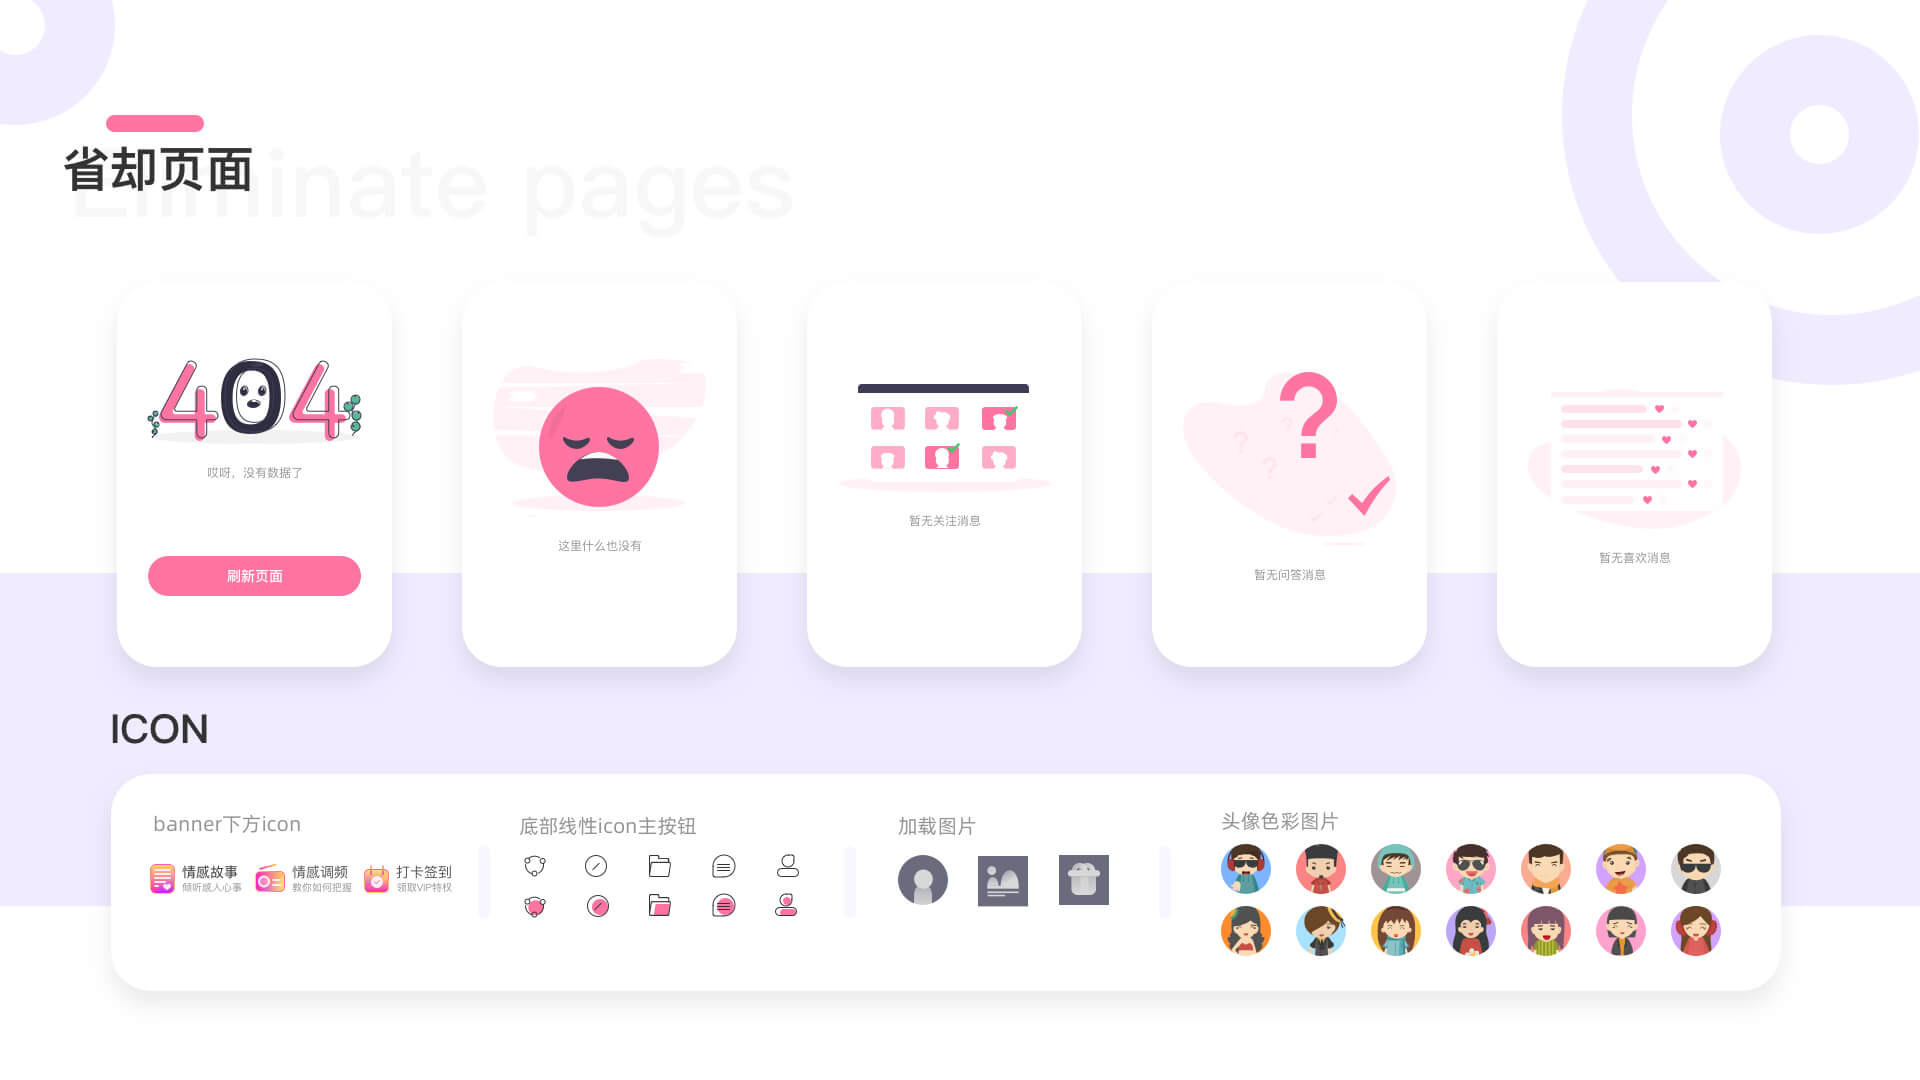 Eliminate pages
省却页面
404
哎呀，没有数据了
刷新页面
这里什么也没有
暂无关注消息
暂无问答消息
暂无喜欢消息
ICON
banner下方icon
情感故事
倾听感人心事
情感调频
教你如何把握
打卡签到
领取VIP特权
底部线性icon主按钮
加载图片
头像色彩图片